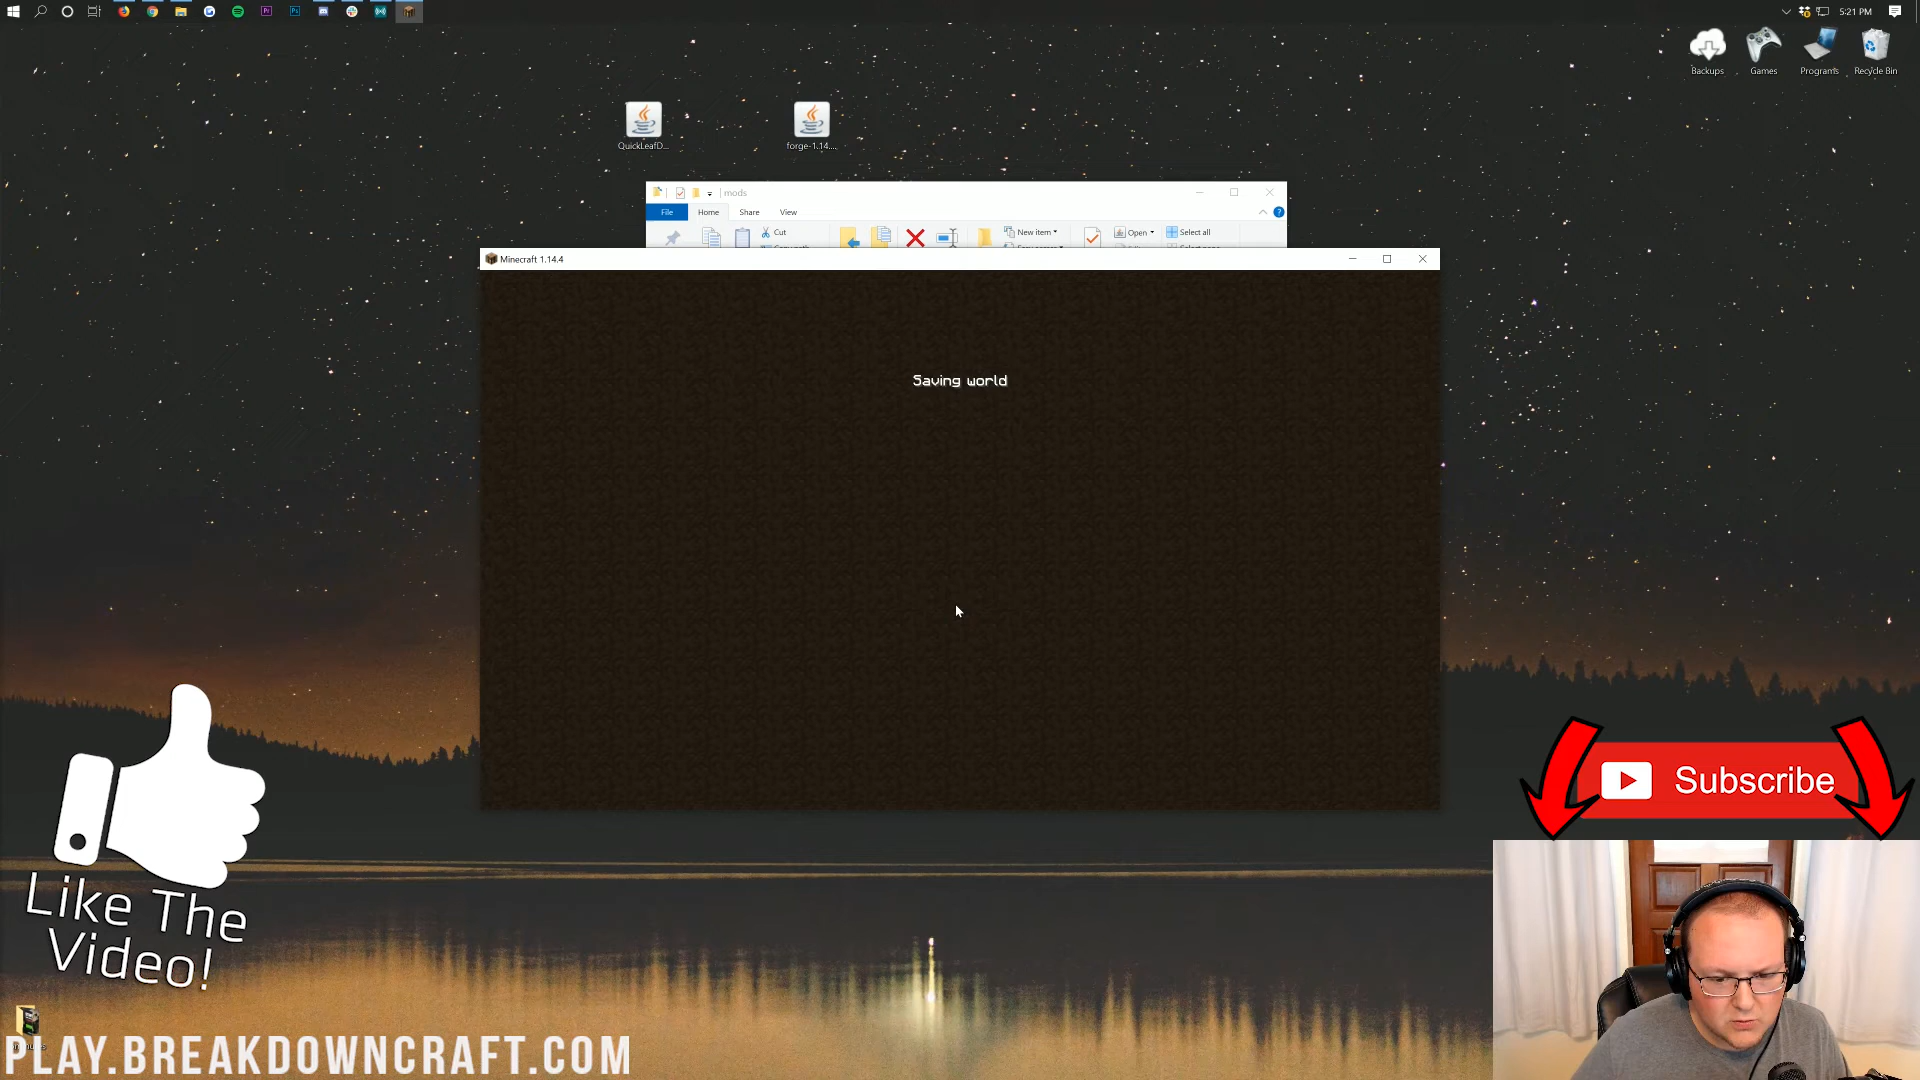 5:21 PM
Backups
Games
Programs
Recycle Bin
QuickLeafD...
forge-1.14....
mods
File
Home
Share
View
Cut
New item
Open
Select all
Minecraft 1.14.4
Saving world
Subscribe
Like The
Video!
PLAY.BREAKDOWNCRAFT.COM